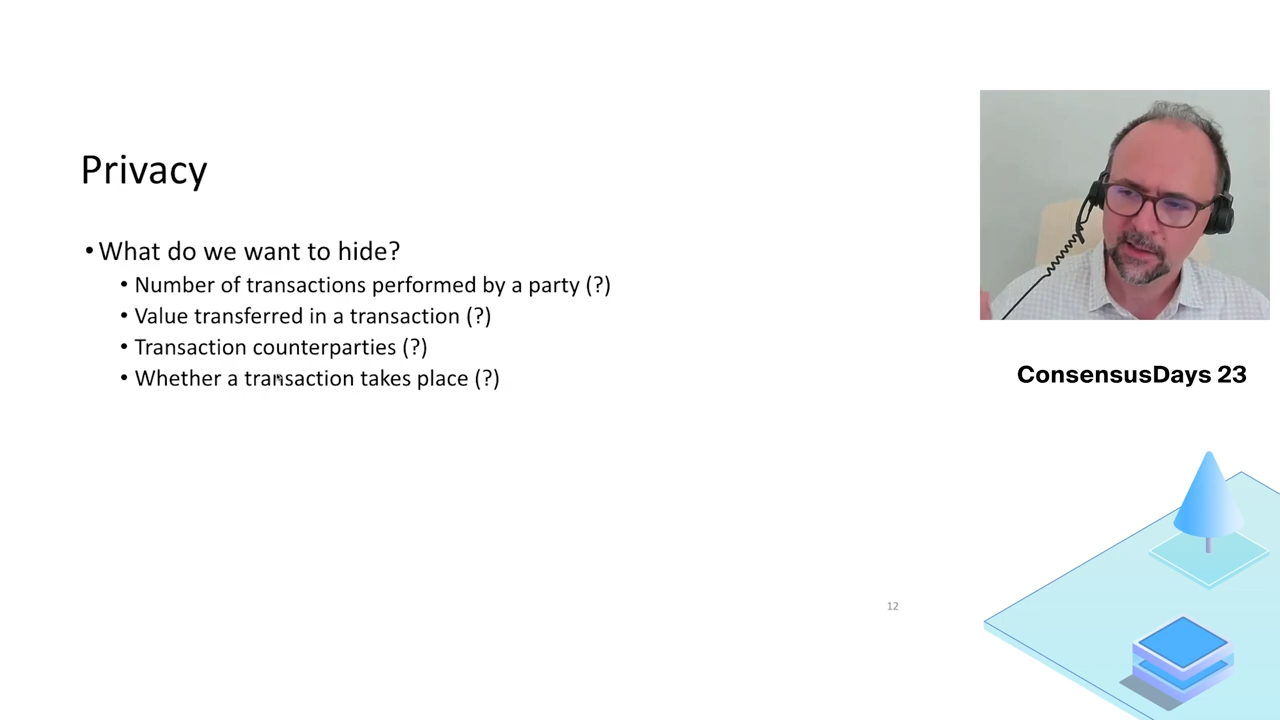 Privacy
• What do we want to hide?
• Number of transactions performed by a party (?)
• Value transferred in a transaction (?)
• Transaction counterparties (?)
• Whether a transaction takes place (?)
ConsensusDays 23
12